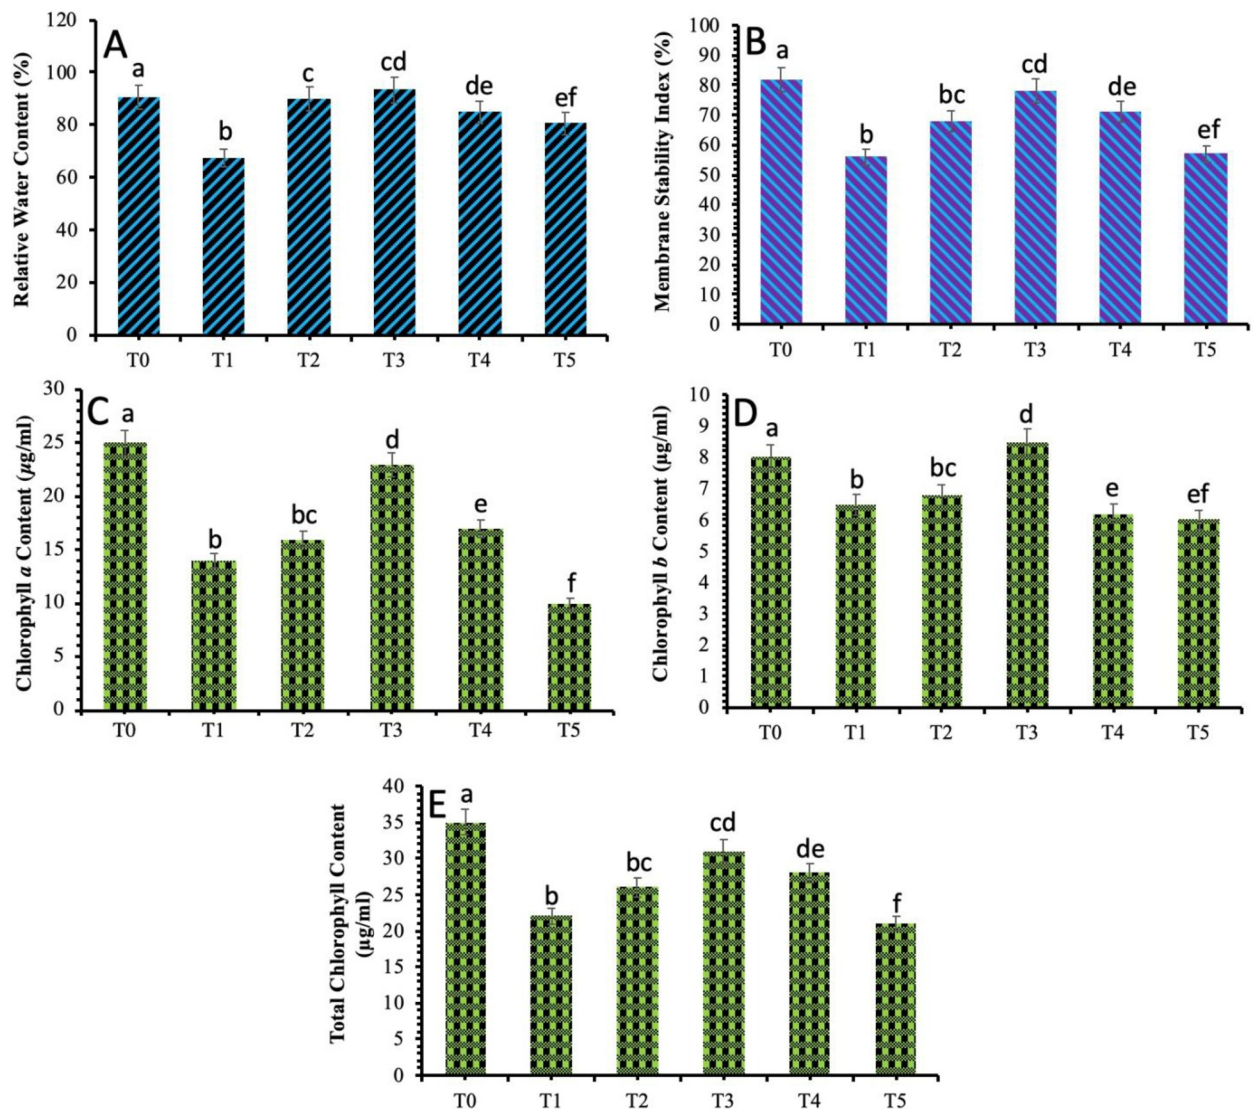 A
Relative Water Content (%)
120
100
80
60
40
20
0
a
b
c
cd
de
ef
T0 T1 T2 T3 T4 T5
B
Membrane Stability Index (%)
100
90
80
70
60
50
40
30
20
10
0
a
b
bc
cd
de
ef
T0 T1 T2 T3 T4 T5
C
Chlorophyll a Content (µg/ml)
30
25
20
15
10
5
0
a
b
bc
d
e
f
T0 T1 T2 T3 T4 T5
D
Chlorophyll b Content (µg/ml)
10
9
8
7
6
5
4
3
2
1
0
a
b
bc
d
e
ef
T0 T1 T2 T3 T4 T5
E
Total Chlorophyll Content
(µg/ml)
40
35
30
25
20
15
10
5
0
a
b
bc
cd
de
f
T0 T1 T2 T3 T4 T5